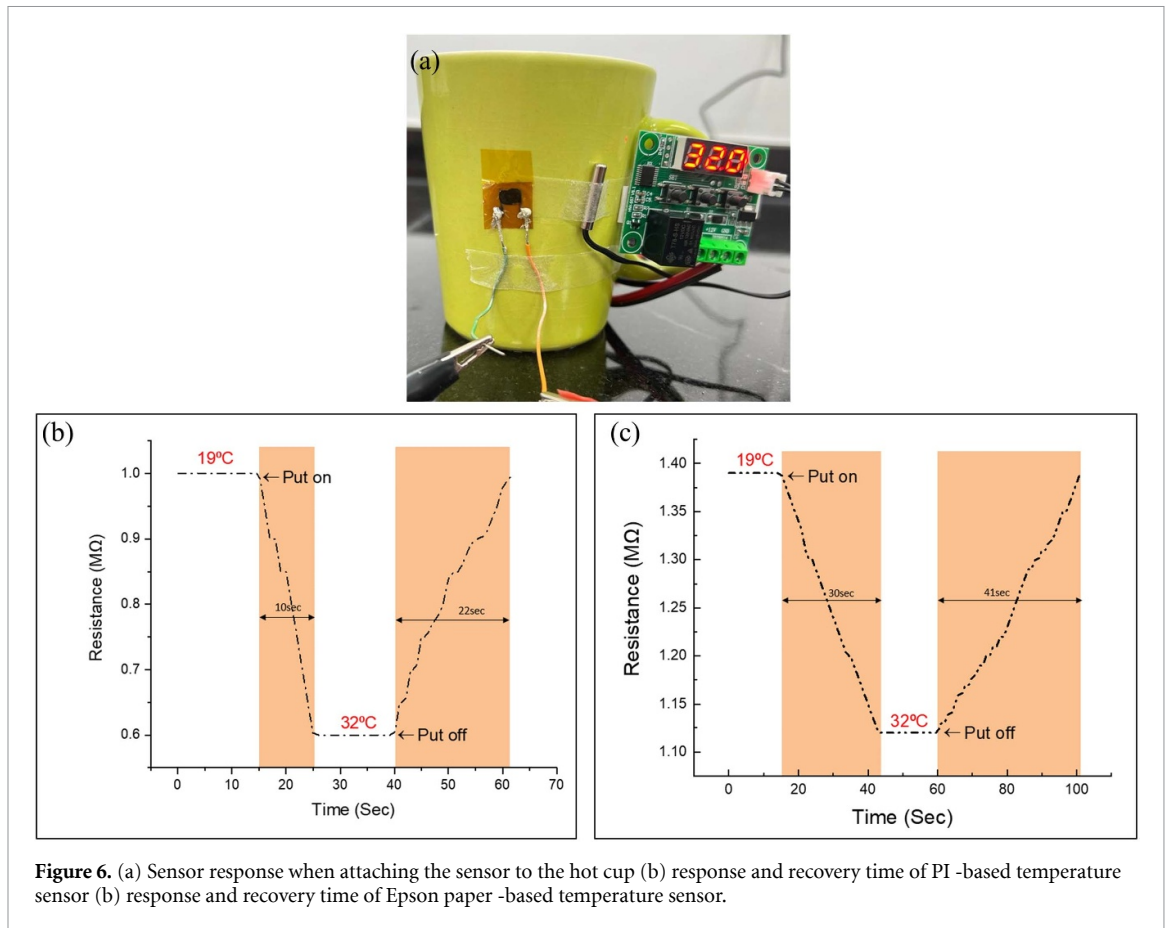 (a)
320
(b)
19ºC
← Put on
10sec
22sec
32ºC
← Put off
1.0
0.9
0.8
0.7
0.6
Resistance (MΩ)
0 10 20 30 40 50 60 70
Time (Sec)
(c)
19ºC
← Put on
30sec
41sec
32ºC
← Put off
1.40
1.35
1.30
1.25
1.20
1.15
1.10
Resistance (MΩ)
0 20 40 60 80 100
Time (Sec)
Figure 6. (a) Sensor response when attaching the sensor to the hot cup (b) response and recovery time of PI -based temperature
sensor (b) response and recovery time of Epson paper -based temperature sensor.